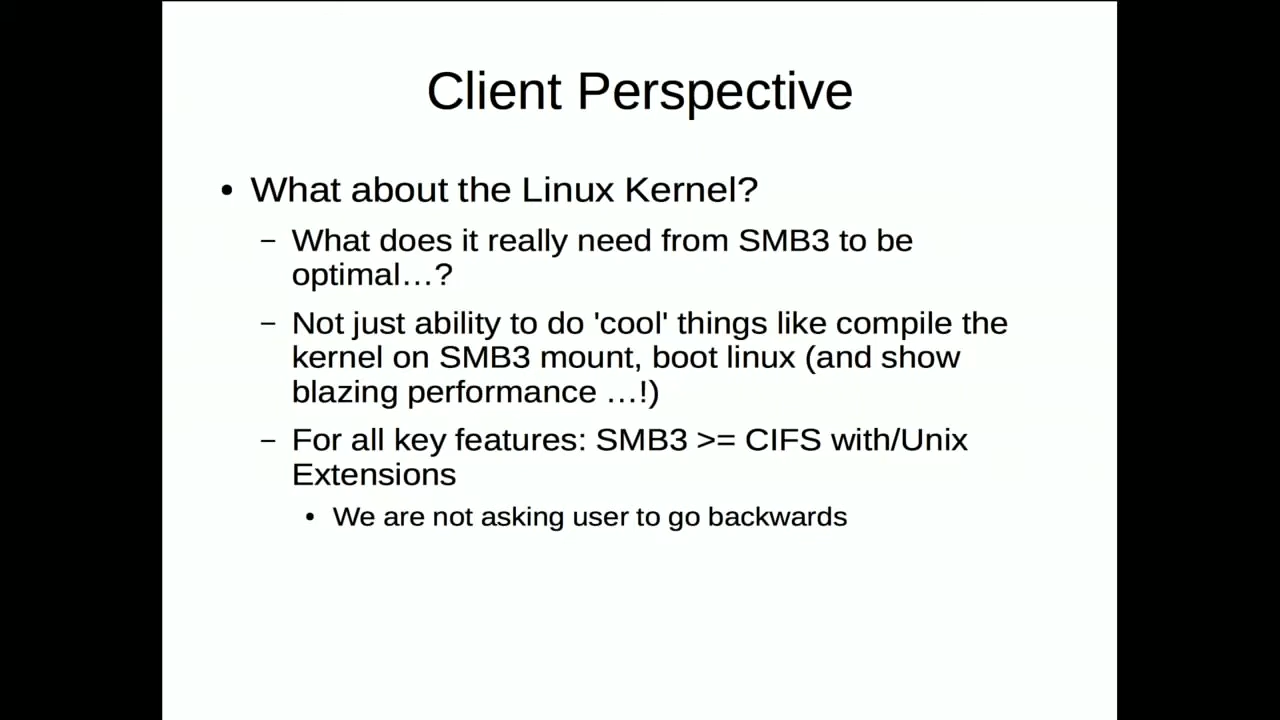 Client Perspective
• What about the Linux Kernel?
– What does it really need from SMB3 to be
optimal…?
– Not just ability to do 'cool' things like compile the
kernel on SMB3 mount, boot linux (and show
blazing performance …!)
– For all key features: SMB3 >= CIFS with/Unix
Extensions
• We are not asking user to go backwards